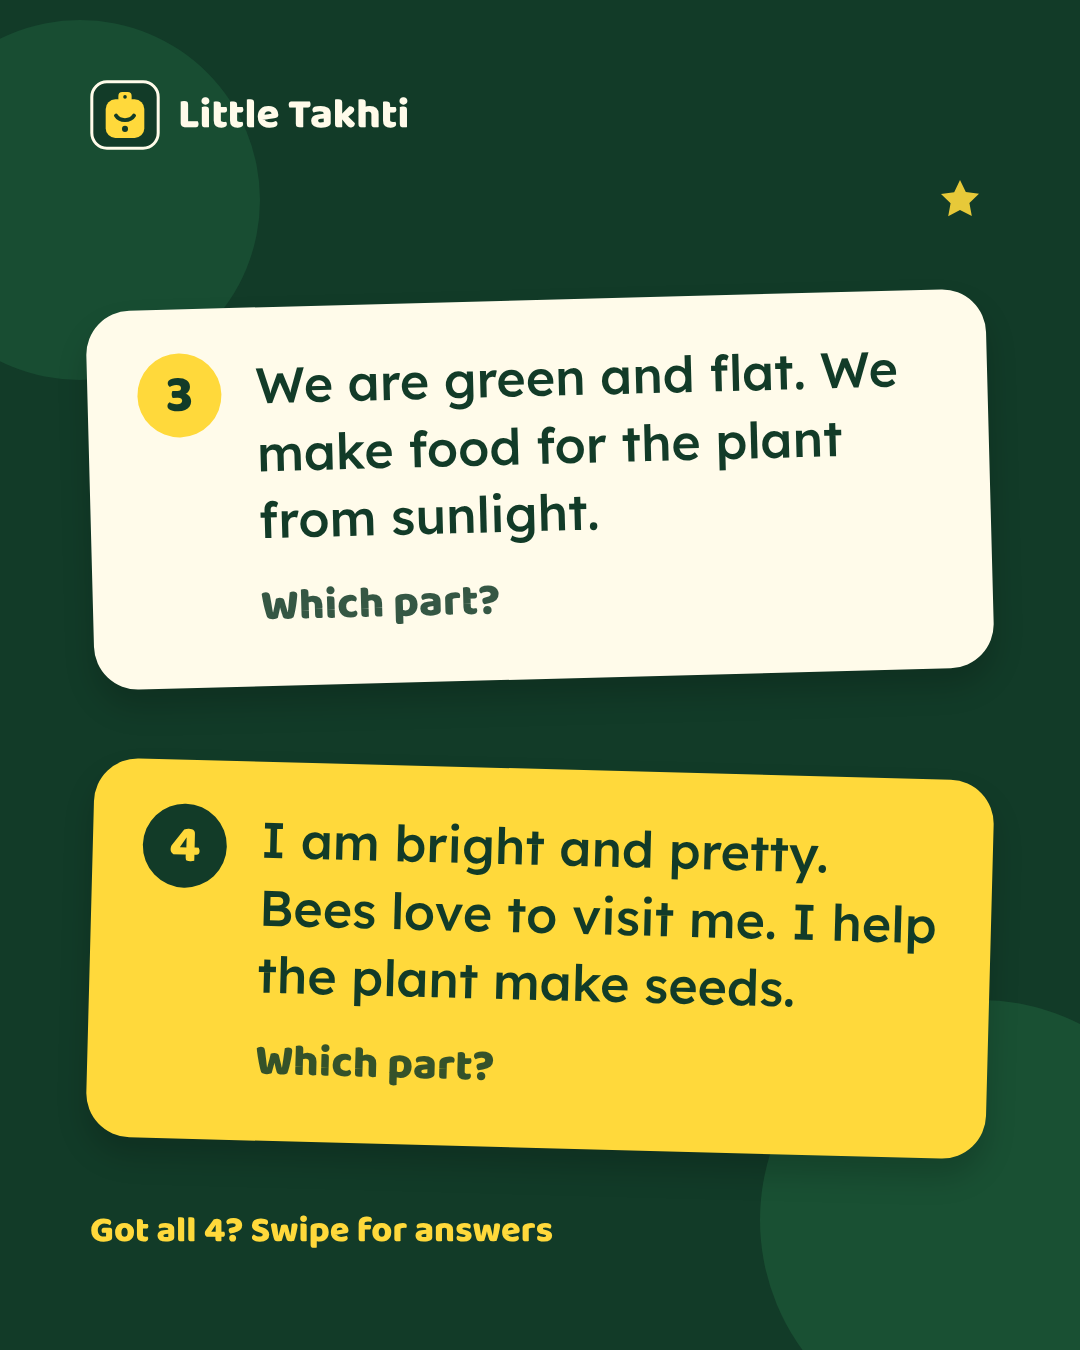 Little Takhti
3
We are green and flat. We
make food for the plant
from sunlight.
Which part?
4
I am bright and pretty.
Bees love to visit me. I help
the plant make seeds.
Which part?
Got all 4? Swipe for answers